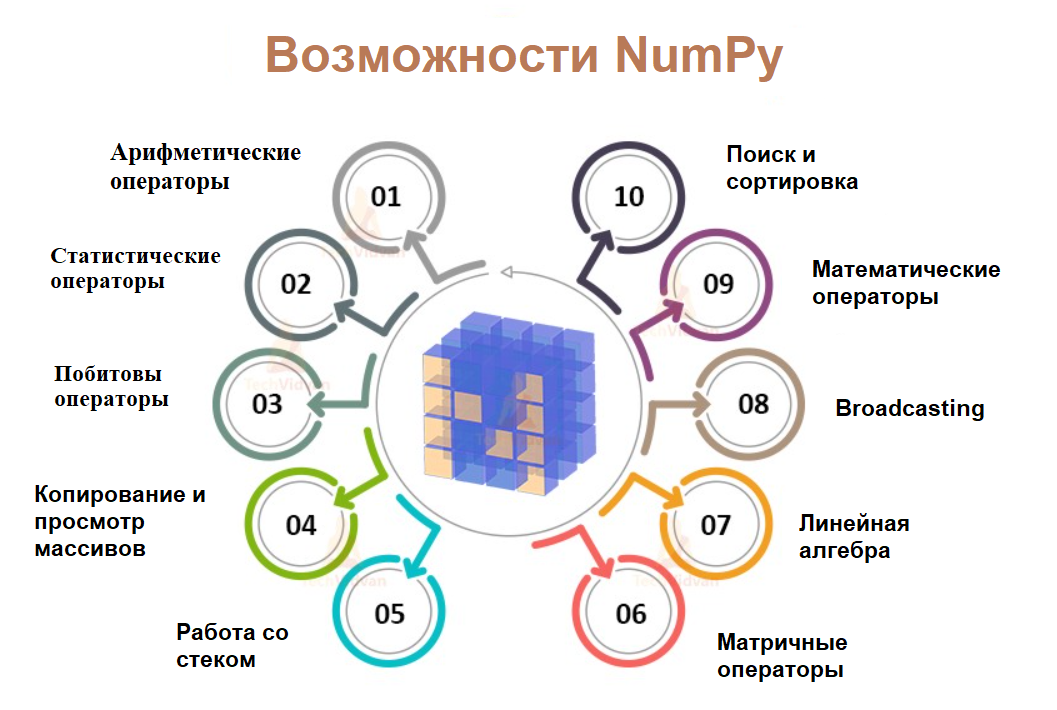 Возможности NumPy
Арифметические
операторы
01
Статистические
операторы
02
Побитовы
операторы
03
Копирование и
просмотр
массивов
04
Работа со
стеком
05
10
Поиск и
сортировка
09
Математические
операторы
08
Broadcasting
07
Линейная
алгебра
06
Матричные
операторы
TechVidvan